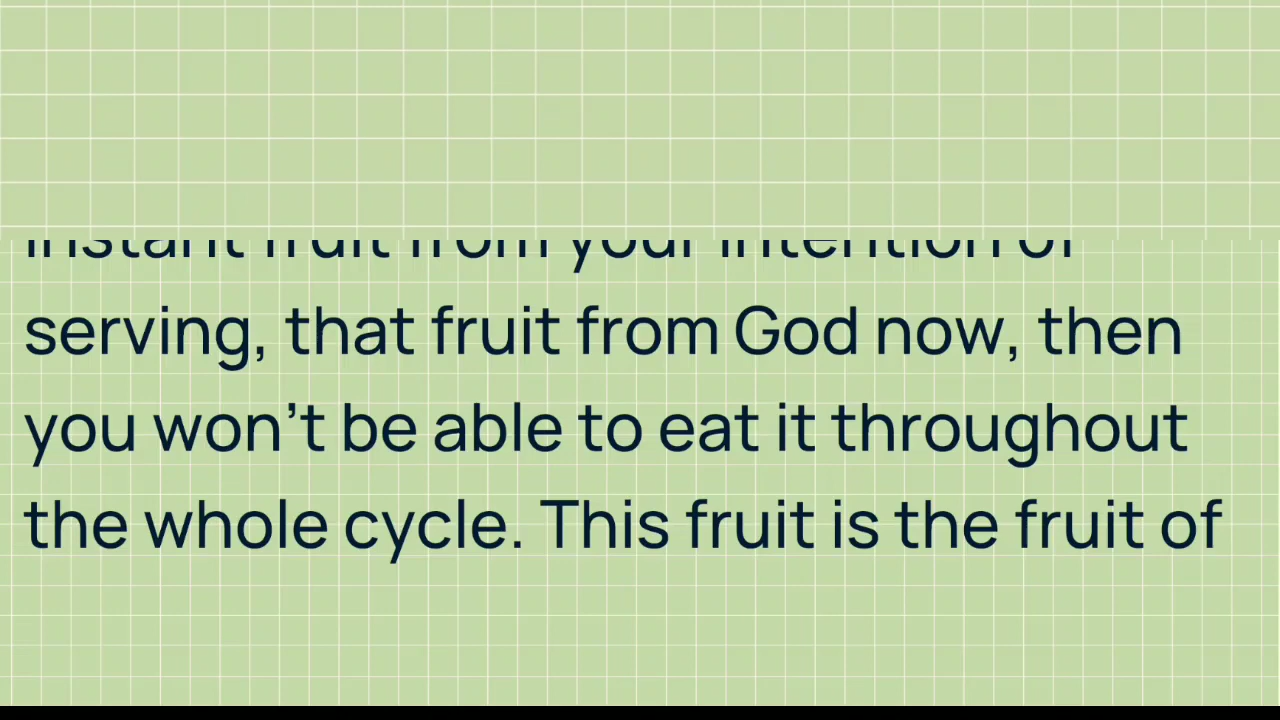 instant fruit from your intention of
serving, that fruit from God now, then
you won’t be able to eat it throughout
the whole cycle. This fruit is the fruit of